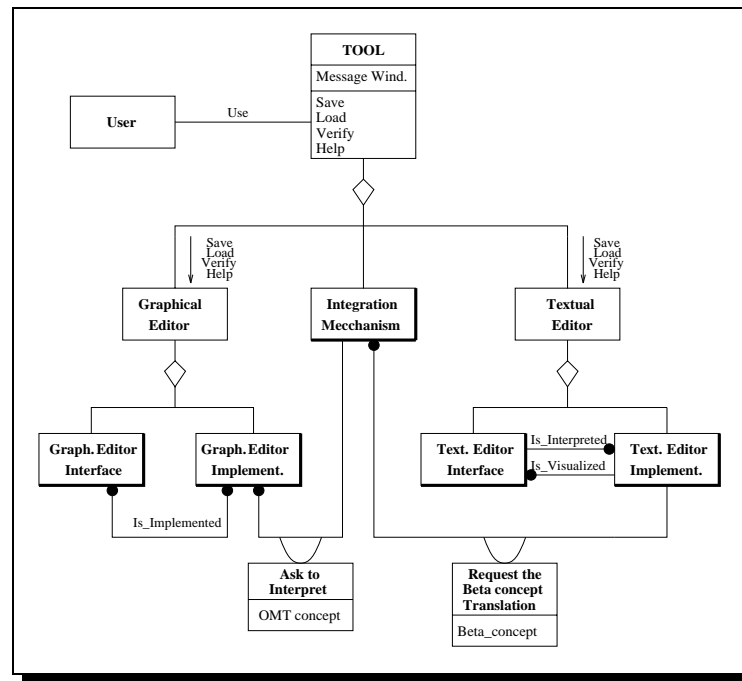 TOOL
Message Wind.
Save
Load
Verify
Help
User
Use
Save
Load
Verify
Help
Save
Load
Verify
Help
Graphical
Editor
Integration
Mecchanism
Textual
Editor
Graph.Editor
Interface
Graph.Editor
Implement.
Text. Editor
Interface
Is_Interpreted
Is_Visualized
Text. Editor
Implement.
Is_Implemented
Ask to
Interpret
OMT concept
Request the
Beta concept
Translation
Beta_concept